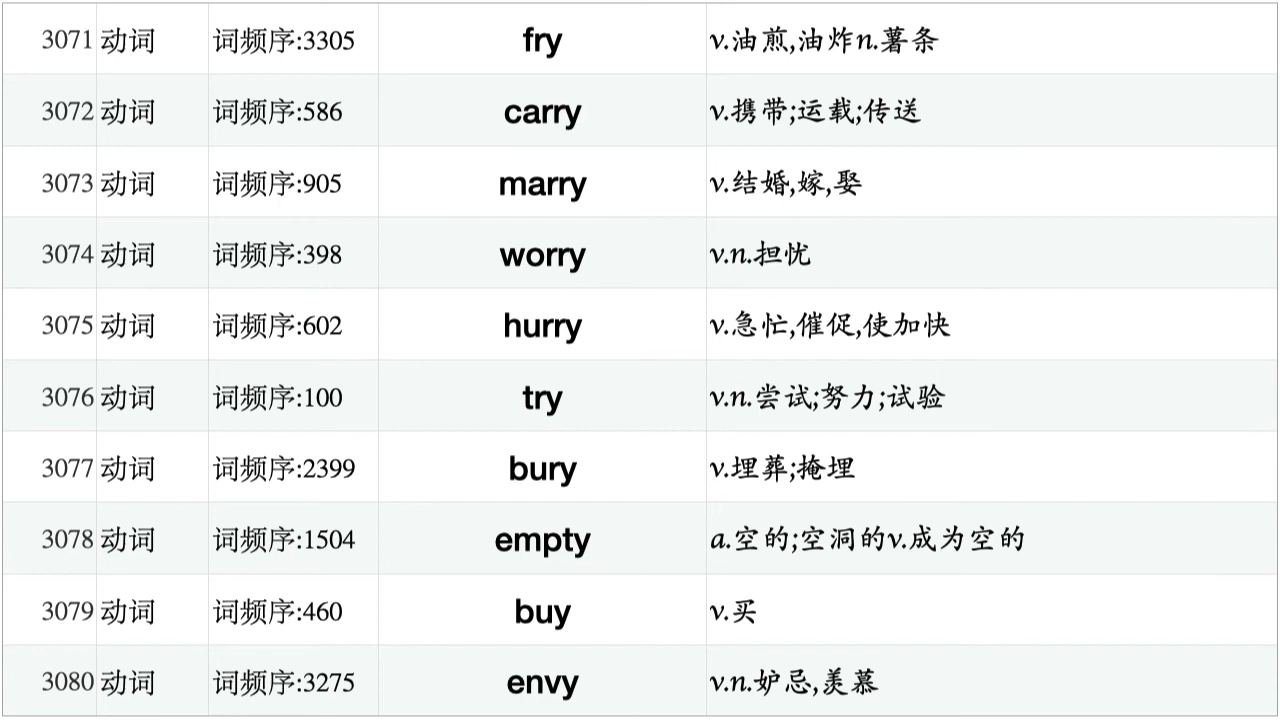 3071 动词 词频序:3305 fry v.油煎,油炸n.薯条
3072 动词 词频序:586 carry v.携带;运载;传送
3073 动词 词频序:905 marry v.结婚,嫁,娶
3074 动词 词频序:398 worry v.n.担忧
3075 动词 词频序:602 hurry v.急忙,催促,使加快
3076 动词 词频序:100 try v.n.尝试;努力;试验
3077 动词 词频序:2399 bury v.埋葬;掩埋
3078 动词 词频序:1504 empty a.空的;空洞的v.成为空的
3079 动词 词频序:460 buy v.买
3080 动词 词频序:3275 envy v.n.妒忌,羡慕